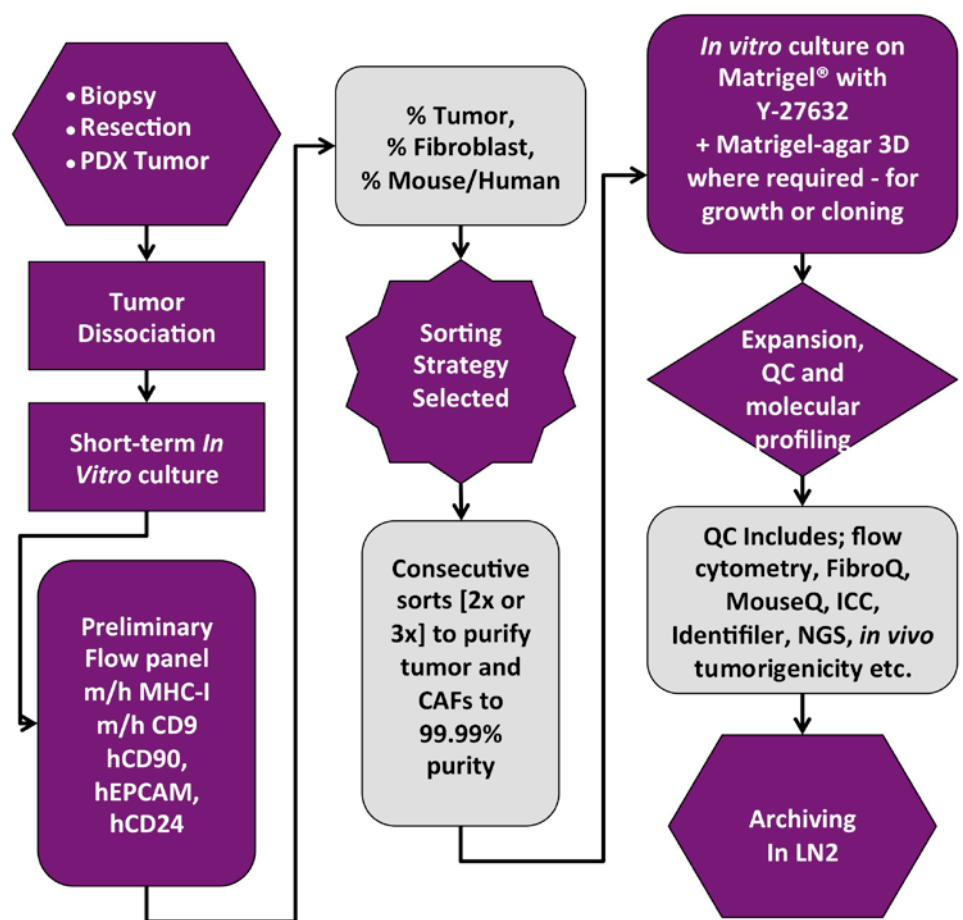 • Biopsy
• Resection
• PDX Tumor
Tumor
Dissociation
Short-term In
Vitro culture
Preliminary
Flow panel
m/h MHC-I
m/h CD9
hCD90,
hEPCAM,
hCD24
% Tumor,
% Fibroblast,
% Mouse/Human
Sorting
Strategy
Selected
Consecutive
sorts [2x or
3x] to purify
tumor and
CAFs to
99.99%
purity
In vitro culture on
Matrigel® with
Y-27632
+ Matrigel-agar 3D
where required - for
growth or cloning
Expansion,
QC and
molecular
profiling
QC Includes; flow
cytometry, FibroQ,
MouseQ, ICC,
Identifiler, NGS, in vivo
tumorigenicity etc.
Archiving
In LN2